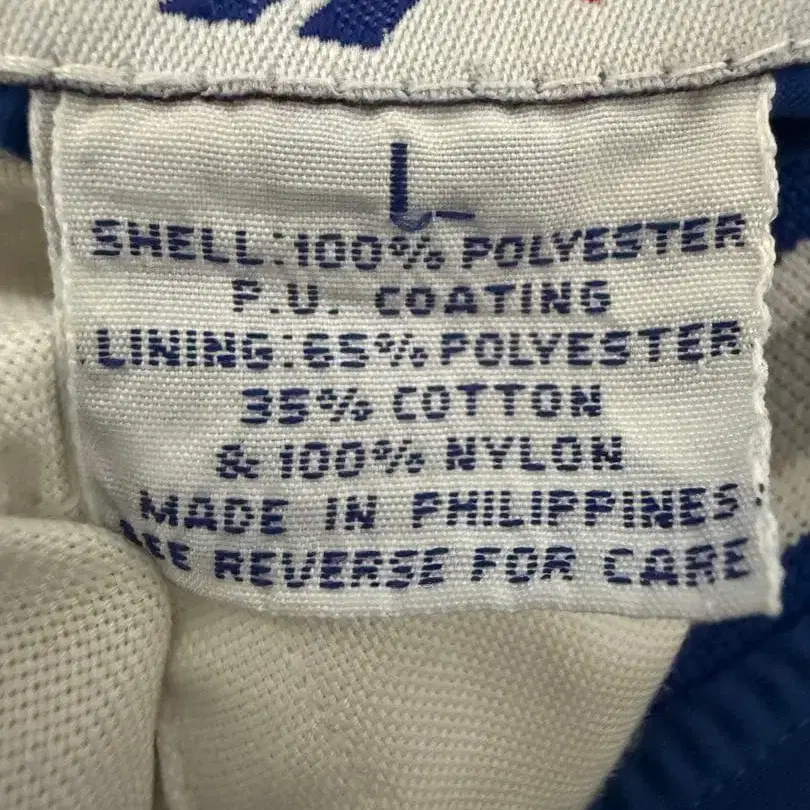 L
SHELL:100% POLYESTER
P.U. COATING
LINING:65% POLYESTER
35% COTTON
& 100% NYLON
MADE IN PHILIPPINES
SEE REVERSE FOR CARE